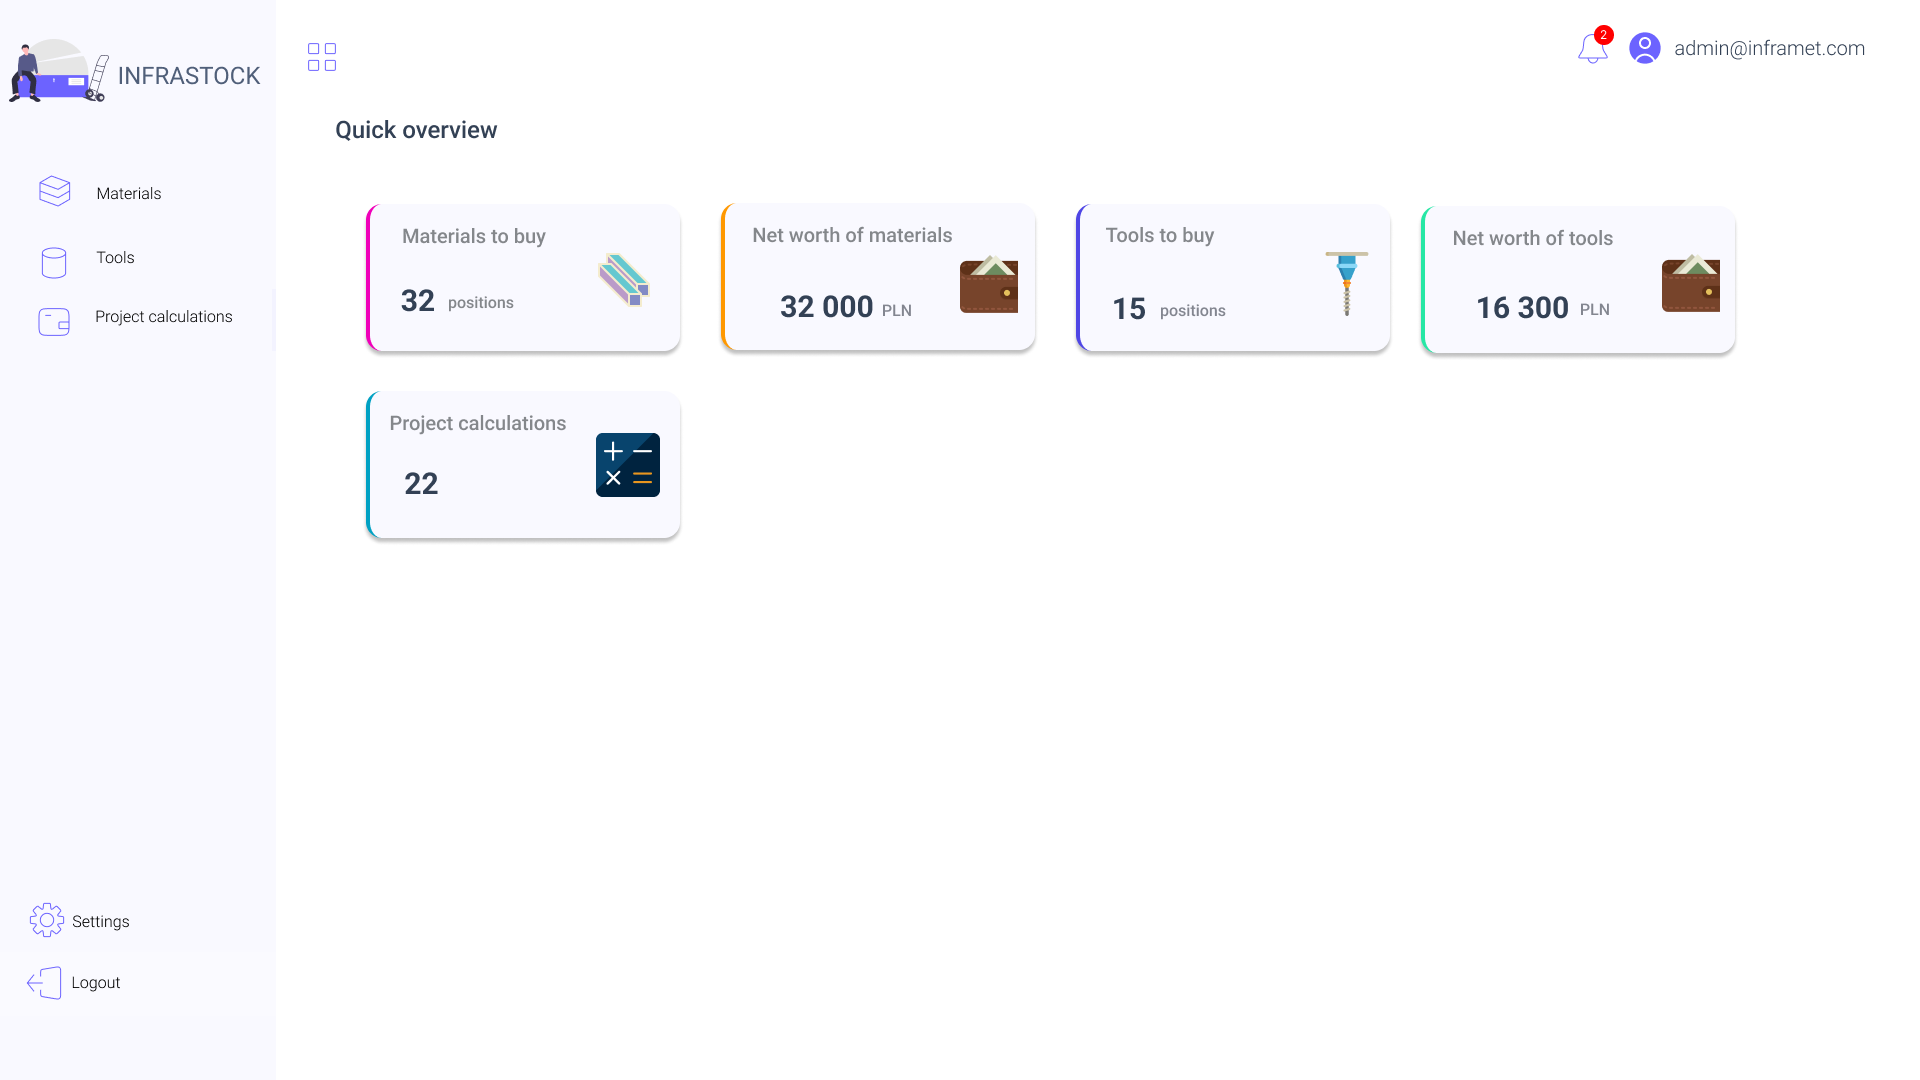 INFRASTOCK
2
admin@inframet.com
Materials
Tools
Project calculations
Settings
Logout
Quick overview
Materials to buy
32 positions
Net worth of materials
32 000 PLN
Tools to buy
15 positions
Net worth of tools
16 300 PLN
Project calculations
22